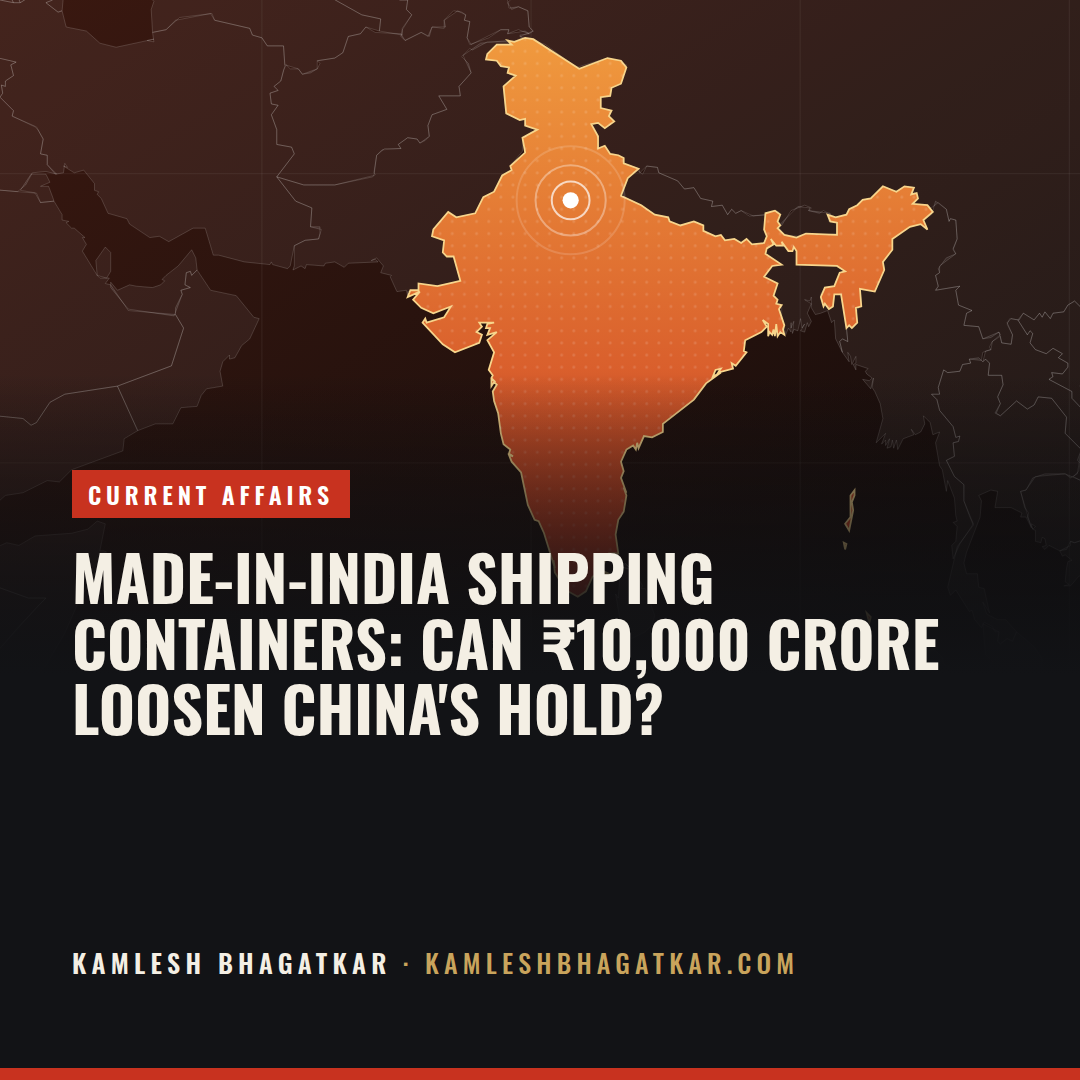 CURRENT AFFAIRS
MADE-IN-INDIA SHIPPING
CONTAINERS: CAN ₹10,000 CRORE
LOOSEN CHINA'S HOLD?
KAMLESH BHAGATKAR · KAMLESHBHAGATKAR.COM